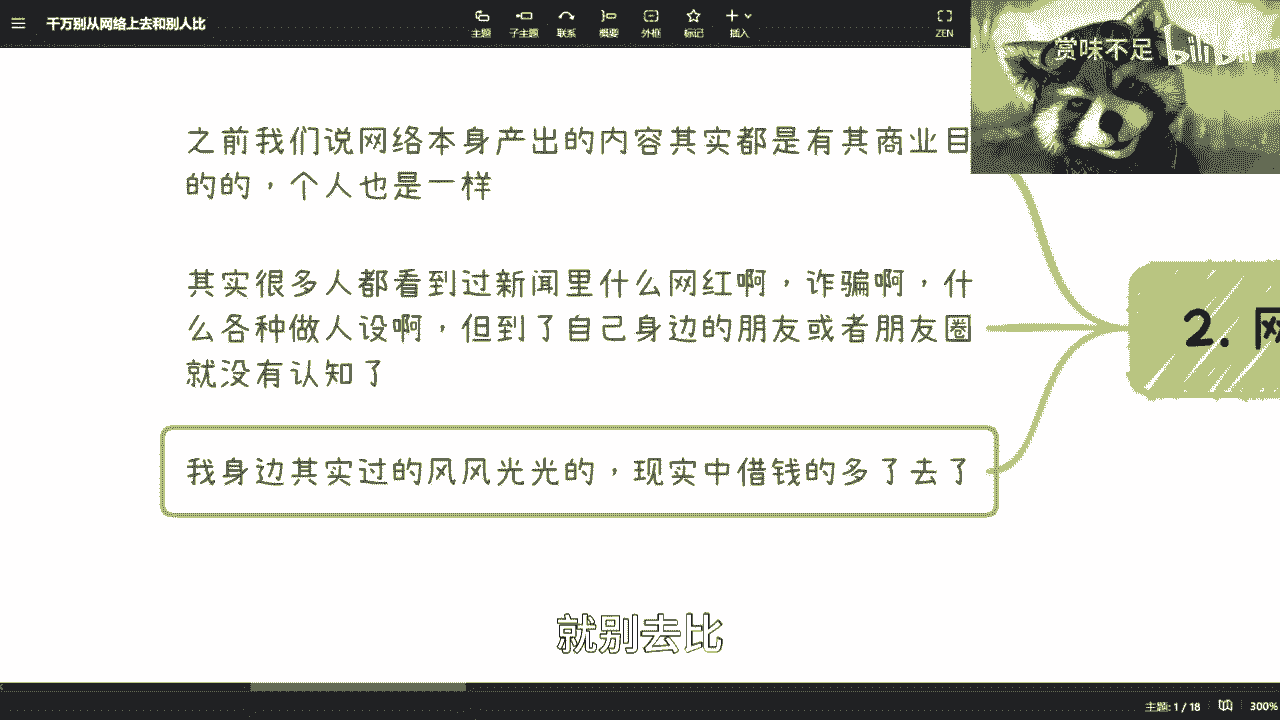 千万别从网络上去和别人比
主题 子主题 联系 概要 外框 标记 插入 ZEN
赏味不足 bilibili
之前我们说网络本身产出的内容其实都是有其商业目
的的，个人也是一样
其实很多人都看到过新闻里什么网红啊，诈骗啊，什
么各种做人设啊，但到了自己身边的朋友或者朋友圈
就没有认知了
2. 网
我身边其实过的风风光光的，现实中借钱的多了去了
就别去比
主题: 1 / 18 300%